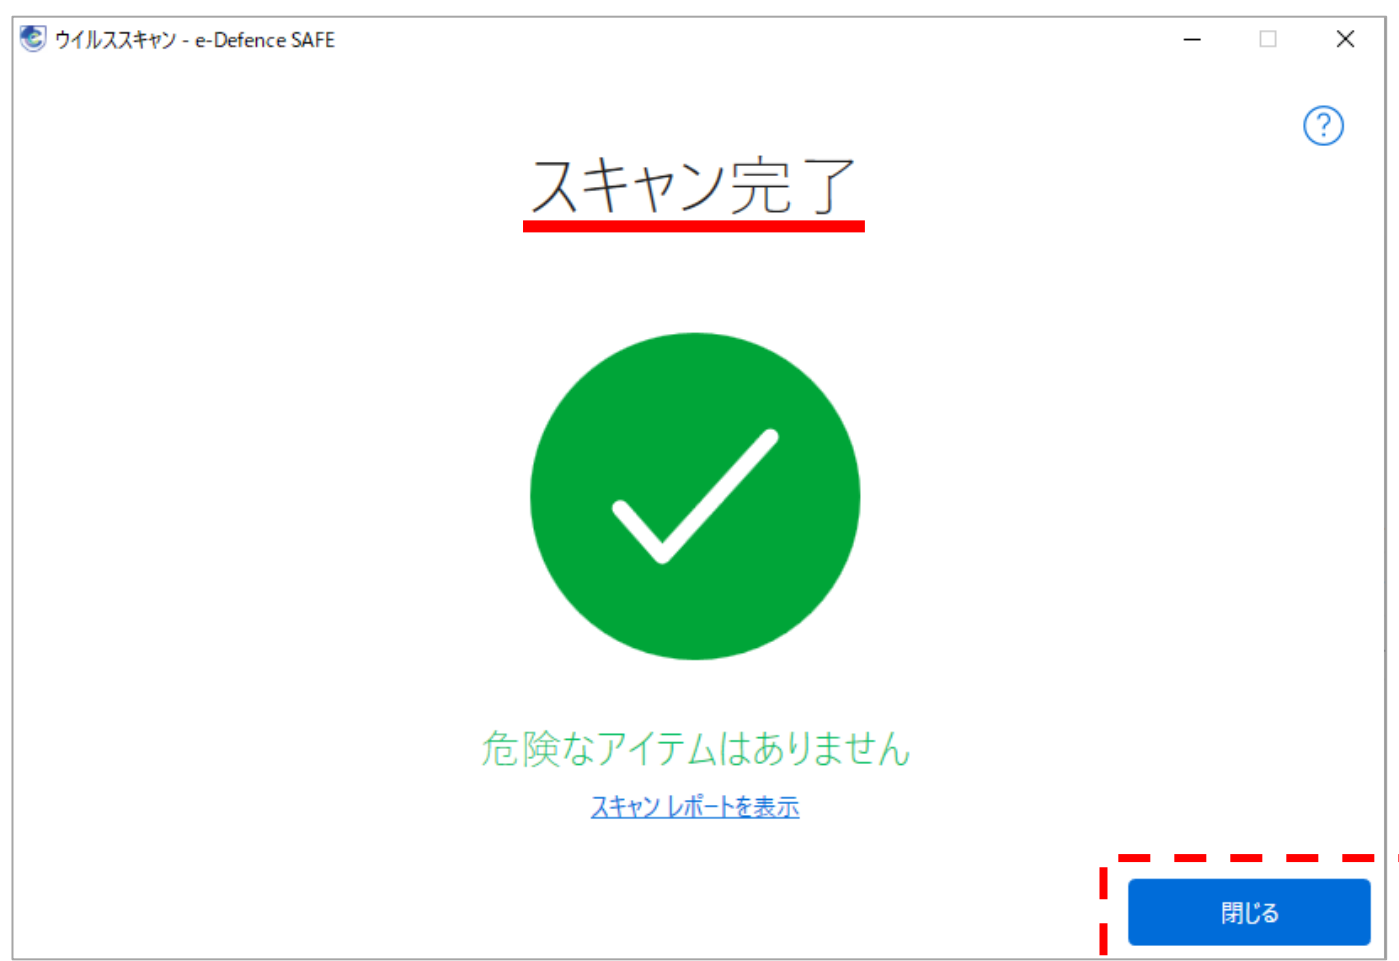 ウイルススキャン - e-Defence SAFE
?
スキャン完了
危険なアイテムはありません
スキャン レポートを表示
閉じる